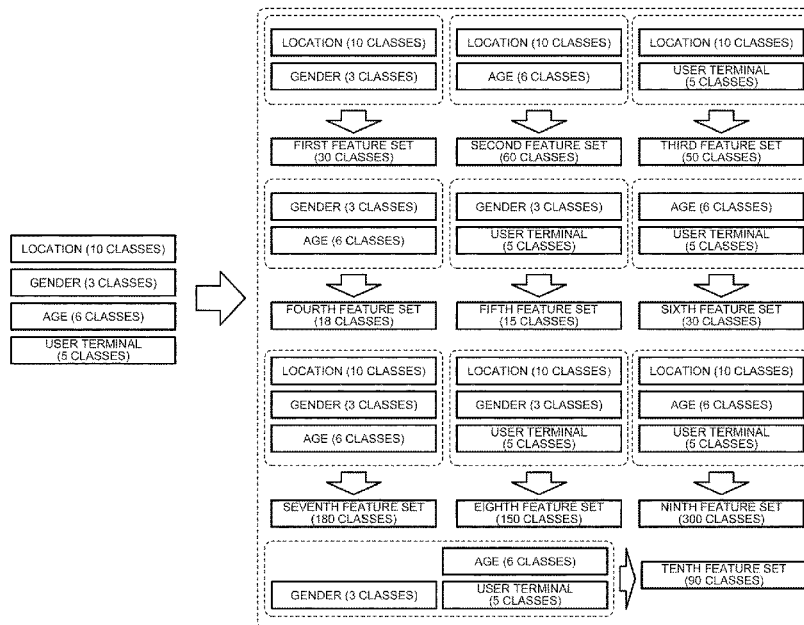 LOCATION (10 CLASSES)
GENDER (3 CLASSES)
AGE (6 CLASSES)
USER TERMINAL
(5 CLASSES)
LOCATION (10 CLASSES)
GENDER (3 CLASSES)
FIRST FEATURE SET
(30 CLASSES)
LOCATION (10 CLASSES)
AGE (6 CLASSES)
SECOND FEATURE SET
(60 CLASSES)
LOCATION (10 CLASSES)
USER TERMINAL
(5 CLASSES)
THIRD FEATURE SET
(50 CLASSES)
GENDER (3 CLASSES)
AGE (6 CLASSES)
FOURTH FEATURE SET
(18 CLASSES)
GENDER (3 CLASSES)
USER TERMINAL
(5 CLASSES)
FIFTH FEATURE SET
(15 CLASSES)
AGE (6 CLASSES)
USER TERMINAL
(5 CLASSES)
SIXTH FEATURE SET
(30 CLASSES)
LOCATION (10 CLASSES)
GENDER (3 CLASSES)
AGE (6 CLASSES)
SEVENTH FEATURE SET
(180 CLASSES)
LOCATION (10 CLASSES)
GENDER (3 CLASSES)
USER TERMINAL
(5 CLASSES)
EIGHTH FEATURE SET
(150 CLASSES)
LOCATION (10 CLASSES)
AGE (6 CLASSES)
USER TERMINAL
(5 CLASSES)
NINTH FEATURE SET
(300 CLASSES)
AGE (6 CLASSES)
GENDER (3 CLASSES)
USER TERMINAL
(5 CLASSES)
TENTH FEATURE SET
(90 CLASSES)